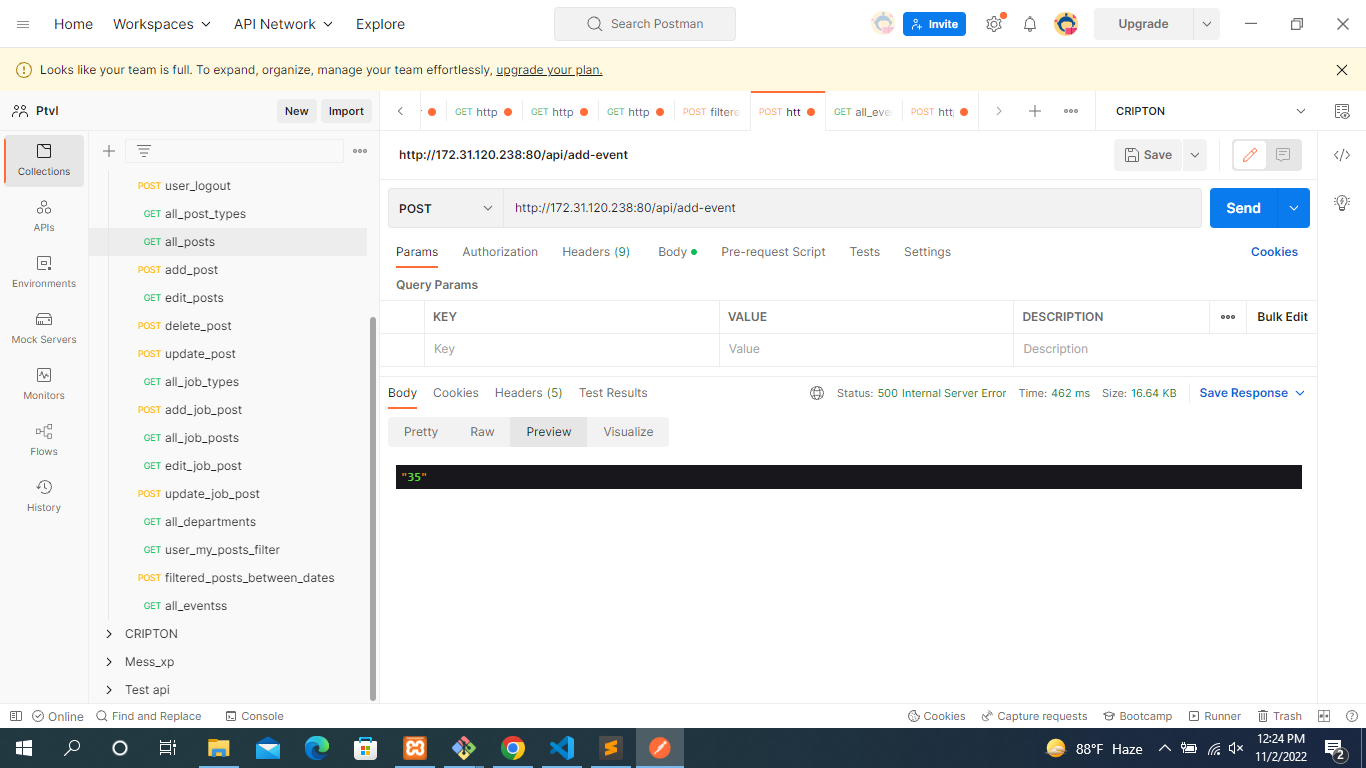 Home Workspaces API Network Explore Search Postman Invite Upgrade
Looks like your team is full. To expand, organize, manage your team effortlessly, upgrade your plan.
Ptvl New Import
GET http GET http GET http POST filtere POST htt GET all_eve POST htt CRIPTON
Collections
APIs
Environments
Mock Servers
Monitors
Flows
History
POST user_logout
GET all_post_types
GET all_posts
POST add_post
GET edit_posts
POST delete_post
POST update_post
GET all_job_types
POST add_job_post
GET all_job_posts
GET edit_job_post
POST update_job_post
GET all_departments
GET user_my_posts_filter
POST filtered_posts_between_dates
GET all_eventss
CRIPTON
Mess_xp
Test api
http://172.31.120.238:80/api/add-event Save
POST http://172.31.120.238:80/api/add-event Send
Params Authorization Headers (9) Body Pre-request Script Tests Settings Cookies
Query Params
KEY VALUE DESCRIPTION Bulk Edit
Key Value Description
Body Cookies Headers (5) Test Results Status: 500 Internal Server Error Time: 462 ms Size: 16.64 KB Save Response
Pretty Raw Preview Visualize
"35"
Online Find and Replace Console Cookies Capture requests Bootcamp Runner Trash
88°F Haze 12:24 PM
11/2/2022
2